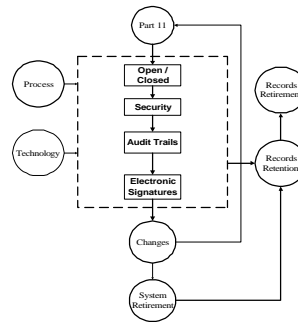 Part 11
Open /
Closed
Process
Security
Records
Retirement
Technology
Audit Trails
Records
Retention
Electronic
Signatures
Changes
System
Retirement